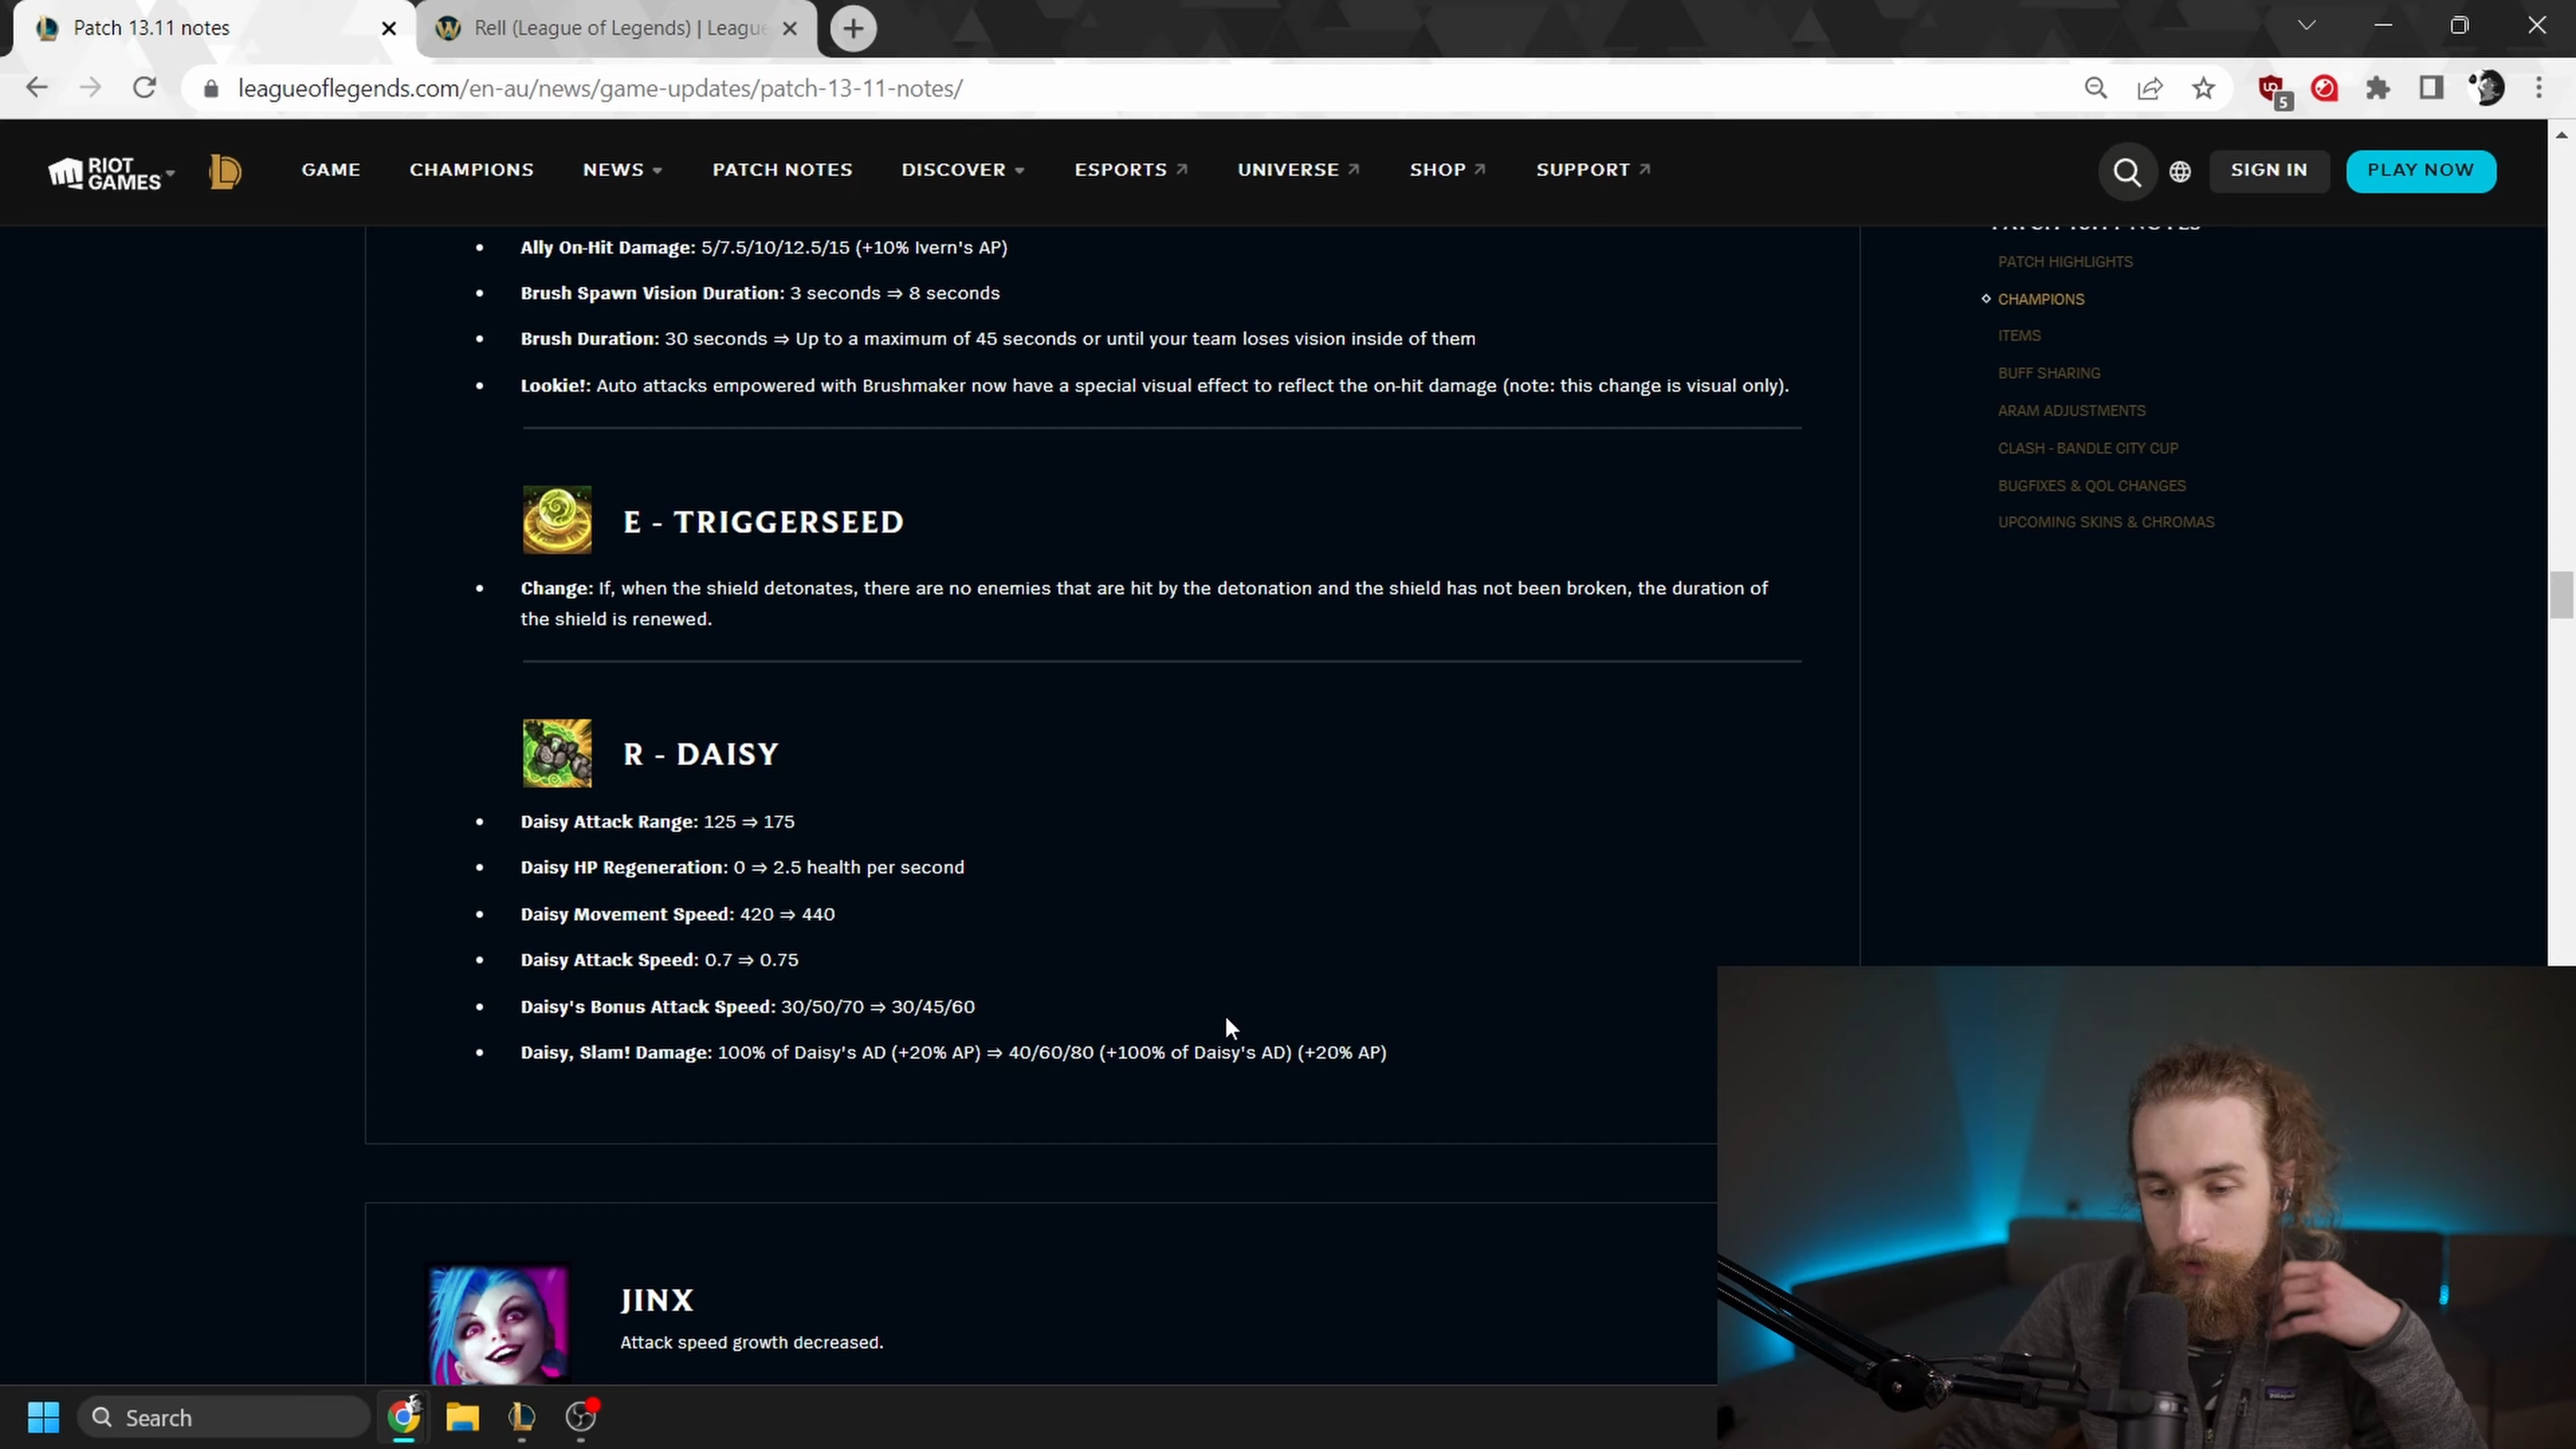 Patch 13.11 notes
Rell (League of Legends) | League
leagueoflegends.com/en-au/news/game-updates/patch-13-11-notes/
5
RIOT GAMES
GAME
CHAMPIONS
NEWS
PATCH NOTES
DISCOVER
ESPORTS
UNIVERSE
SHOP
SUPPORT
SIGN IN
PLAY NOW
• Ally On-Hit Damage: 5/7.5/10/12.5/15 (+10% Ivern's AP)
• Brush Spawn Vision Duration: 3 seconds ⇒ 8 seconds
• Brush Duration: 30 seconds ⇒ Up to a maximum of 45 seconds or until your team loses vision inside of them
• Lookie!: Auto attacks empowered with Brushmaker now have a special visual effect to reflect the on-hit damage (note: this change is visual only).
E - TRIGGERSEED
• Change: If, when the shield detonates, there are no enemies that are hit by the detonation and the shield has not been broken, the duration of
the shield is renewed.
R - DAISY
• Daisy Attack Range: 125 ⇒ 175
• Daisy HP Regeneration: 0 ⇒ 2.5 health per second
• Daisy Movement Speed: 420 ⇒ 440
• Daisy Attack Speed: 0.7 ⇒ 0.75
• Daisy's Bonus Attack Speed: 30/50/70 ⇒ 30/45/60
• Daisy, Slam! Damage: 100% of Daisy's AD (+20% AP) ⇒ 40/60/80 (+100% of Daisy's AD) (+20% AP)
JINX
Attack speed growth decreased.
PATCH 13.11 NOTES
PATCH HIGHLIGHTS
CHAMPIONS
ITEMS
BUFF SHARING
ARAM ADJUSTMENTS
CLASH - BANDLE CITY CUP
BUGFIXES & QOL CHANGES
UPCOMING SKINS & CHROMAS
Search